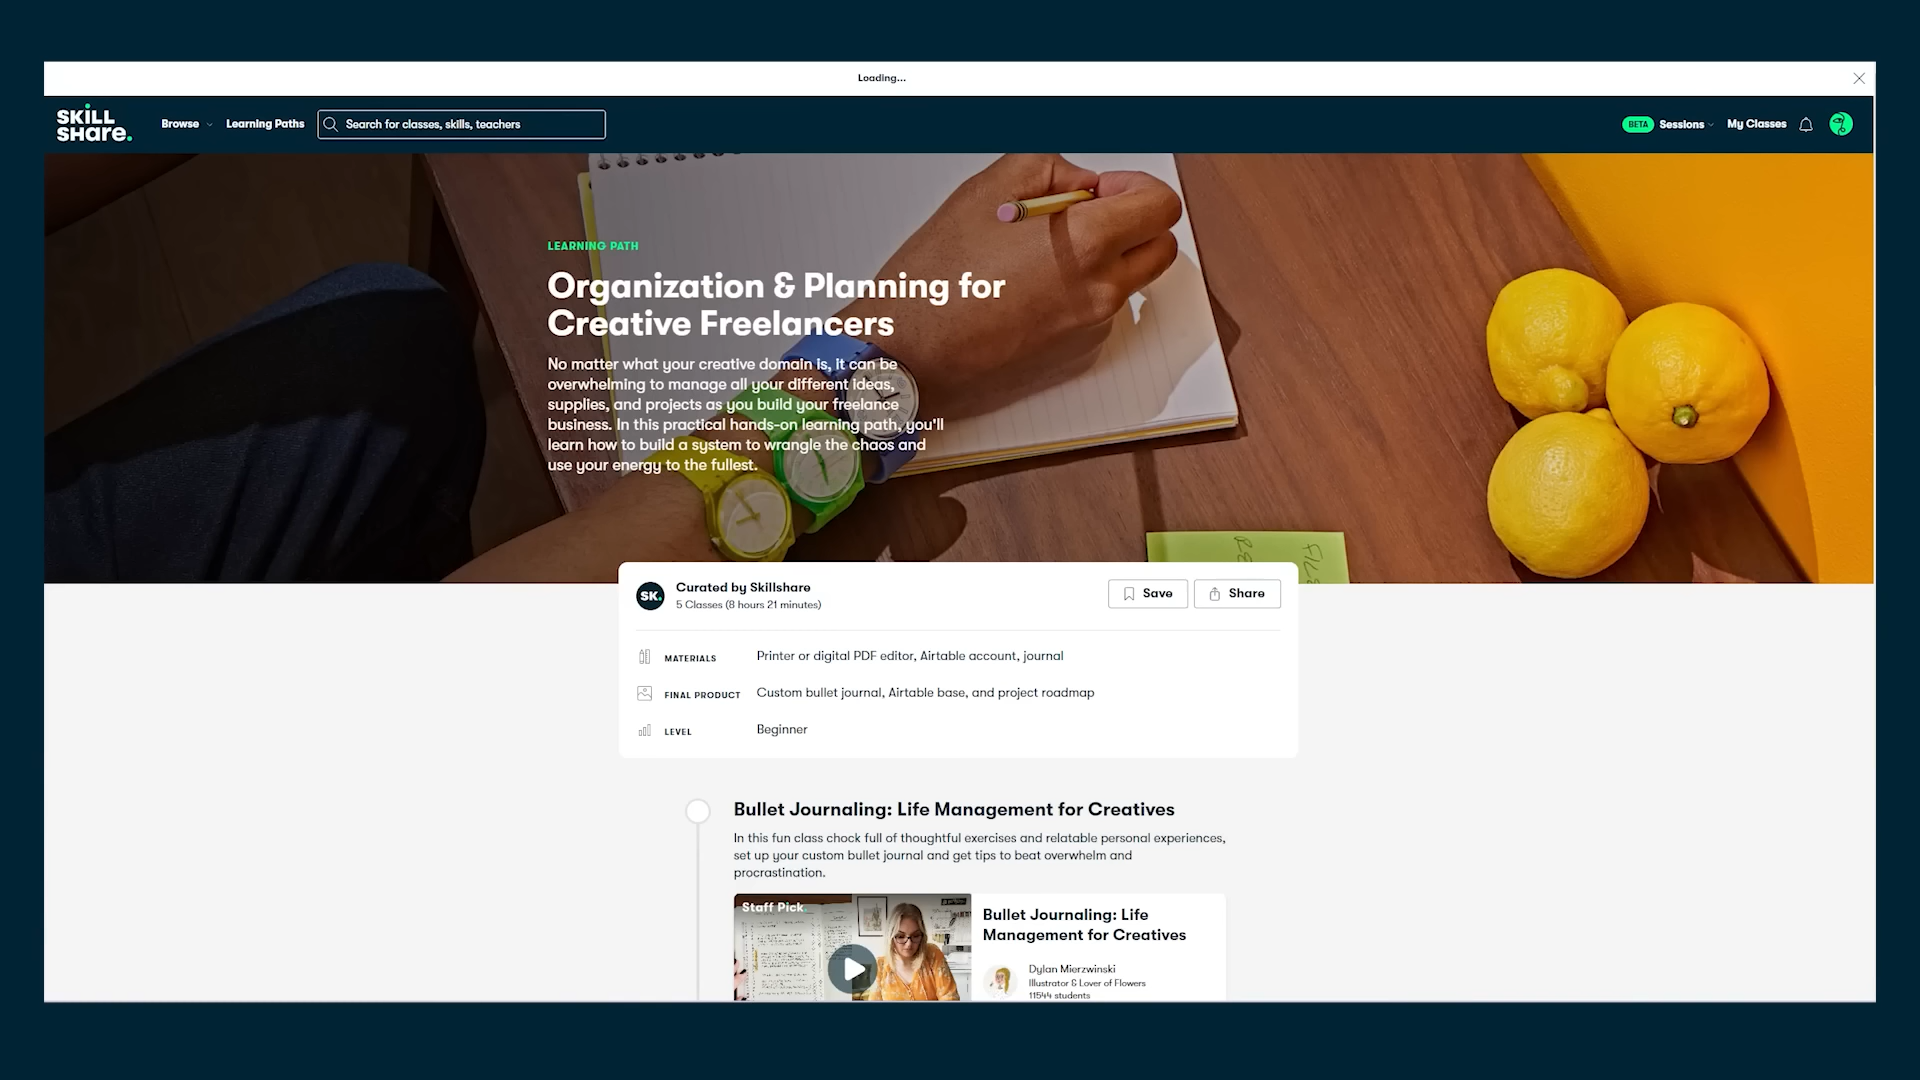 Loading...
SKILL
SHARE.
Browse
Learning Paths
Search for classes, skills, teachers
BETA
Sessions
My Classes
LEARNING PATH
Organization & Planning for
Creative Freelancers
No matter what your creative domain is, it can be
overwhelming to manage all your different ideas,
supplies, and projects as you build your freelance
business. In this practical hands-on learning path, you'll
learn how to build a system to wrangle the chaos and
use your energy to the fullest.
SK.
Curated by Skillshare
5 Classes (8 hours 21 minutes)
Save
Share
MATERIALS
Printer or digital PDF editor, Airtable account, journal
FINAL PRODUCT
Custom bullet journal, Airtable base, and project roadmap
LEVEL
Beginner
Bullet Journaling: Life Management for Creatives
In this fun class chock full of thoughtful exercises and relatable personal experiences,
set up your custom bullet journal and get tips to beat overwhelm and
procrastination.
Staff Pick.
Bullet Journaling: Life
Management for Creatives
Dylan Mierzwinski
Illustrator & Lover of Flowers
11544 students